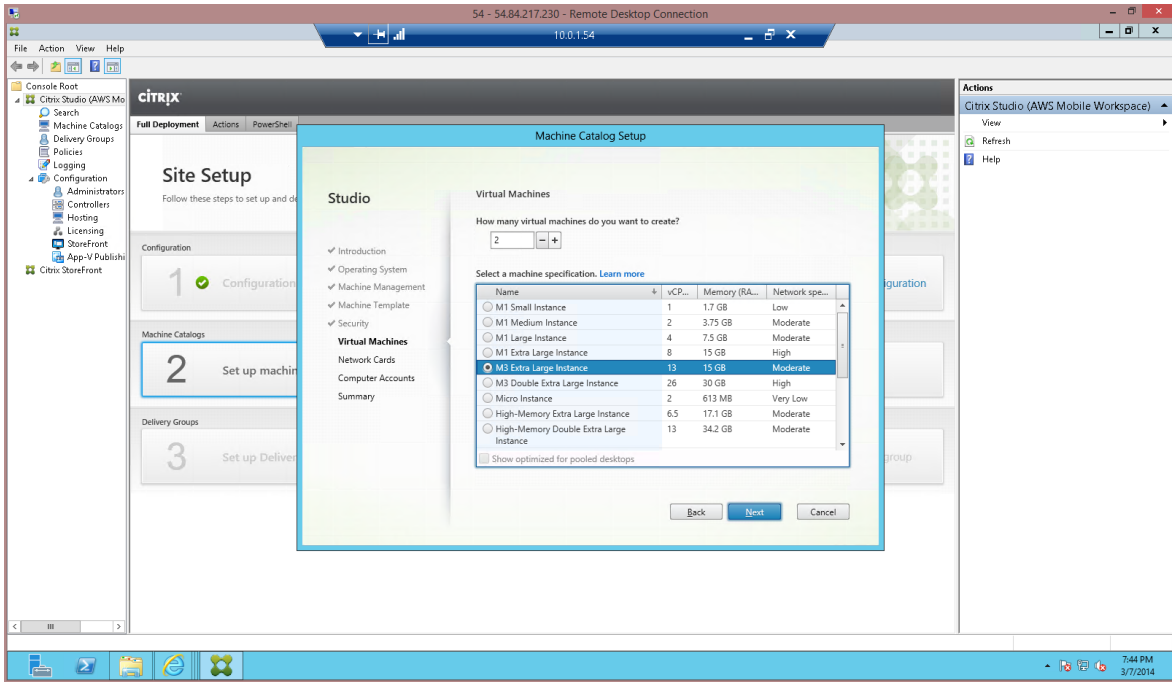 54 - 54.84.217.230 - Remote Desktop Connection
10.0.1.54
File Action View Help
Console Root
Citrix Studio (AWS Mo
Search
Machine Catalogs
Delivery Groups
Policies
Logging
Configuration
Administrators
Controllers
Hosting
Licensing
StoreFront
App-V Publishi
Citrix StoreFront
CİTRIX
Full Deployment Actions PowerShell
Site Setup
Follow these steps to set up and de
Configuration
1 Configuration
iguration
Machine Catalogs
2 Set up machin
Delivery Groups
3 Set up Deliver
group
Machine Catalog Setup
Studio
Introduction
Operating System
Machine Management
Machine Template
Security
Virtual Machines
Network Cards
Computer Accounts
Summary
Virtual Machines
How many virtual machines do you want to create?
2 - +
Select a machine specification. Learn more
Name vCP... Memory (RA... Network spe...
M1 Small Instance 1 1.7 GB Low
M1 Medium Instance 2 3.75 GB Moderate
M1 Large Instance 4 7.5 GB Moderate
M1 Extra Large Instance 8 15 GB High
M3 Extra Large Instance 13 15 GB Moderate
M3 Double Extra Large Instance 26 30 GB High
Micro Instance 2 613 MB Very Low
High-Memory Extra Large Instance 6.5 17.1 GB Moderate
High-Memory Double Extra Large 13 34.2 GB Moderate
Instance
Show optimized for pooled desktops
Back Next Cancel
Actions
Citrix Studio (AWS Mobile Workspace)
View
Refresh
Help
7:44 PM
3/7/2014